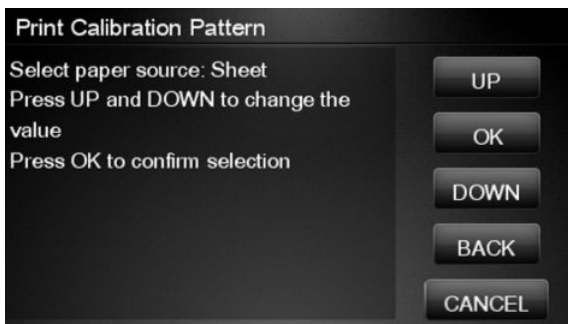 Print Calibration Pattern
Select paper source: Sheet
Press UP and DOWN to change the
value
Press OK to confirm selection
UP
OK
DOWN
BACK
CANCEL